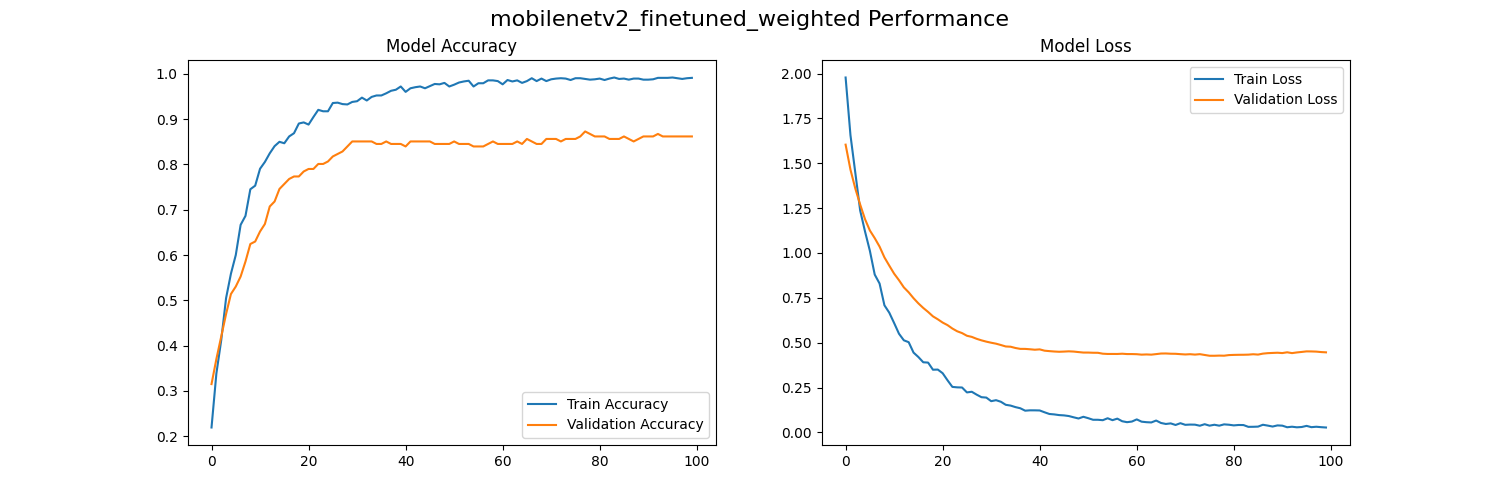 mobilenetv2_finetuned_weighted Performance
Model Accuracy
1.0
0.9
0.8
0.7
0.6
0.5
0.4
0.3
0.2
0 20 40 60 80 100
Train Accuracy
Validation Accuracy
Model Loss
2.00
1.75
1.50
1.25
1.00
0.75
0.50
0.25
0.00
0 20 40 60 80 100
Train Loss
Validation Loss